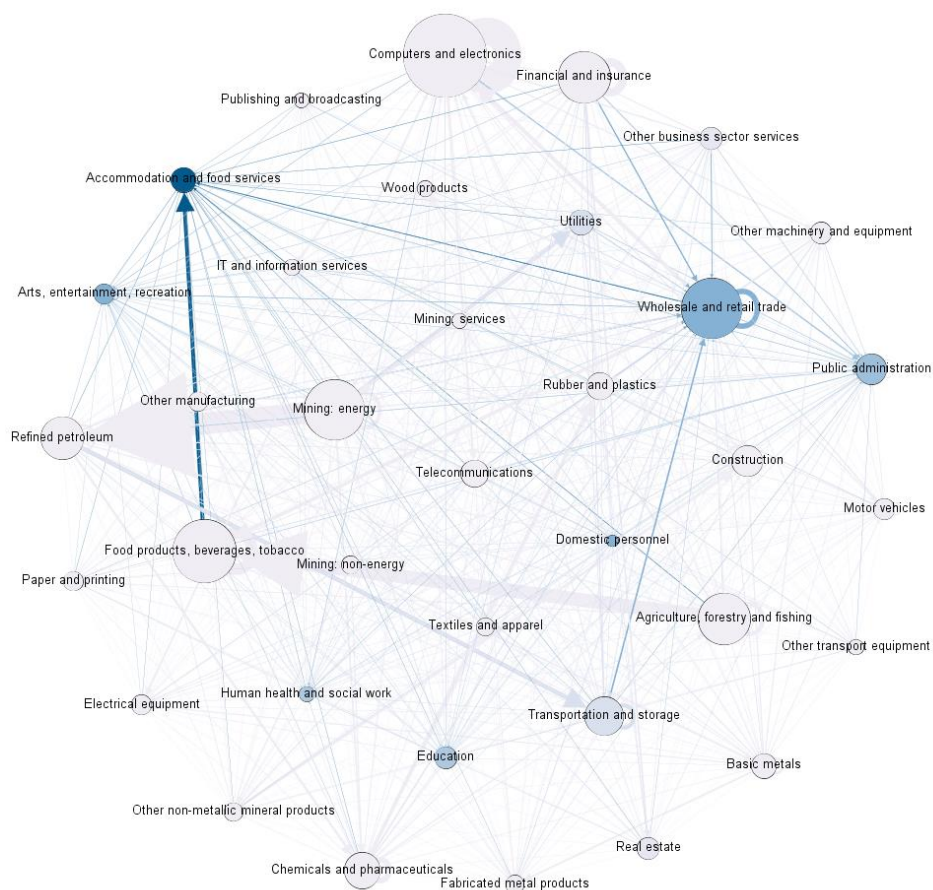 Computers and electronics
Financial and insurance
Publishing and broadcasting
Other business sector services
Accommodation and food services
Wood products
Utilities
Other machinery and equipment
IT and information services
Arts, entertainment, recreation
Wholesale and retail trade
Mining: services
Public administration
Rubber and plastics
Other manufacturing
Mining: energy
Refined petroleum
Construction
Telecommunications
Motor vehicles
Domestic personnel
Food products, beverages, tobacco
Mining: non-energy
Paper and printing
Agriculture, forestry and fishing
Textiles and apparel
Other transport equipment
Human health and social work
Electrical equipment
Transportation and storage
Education
Basic metals
Other non-metallic mineral products
Real estate
Chemicals and pharmaceuticals
Fabricated metal products